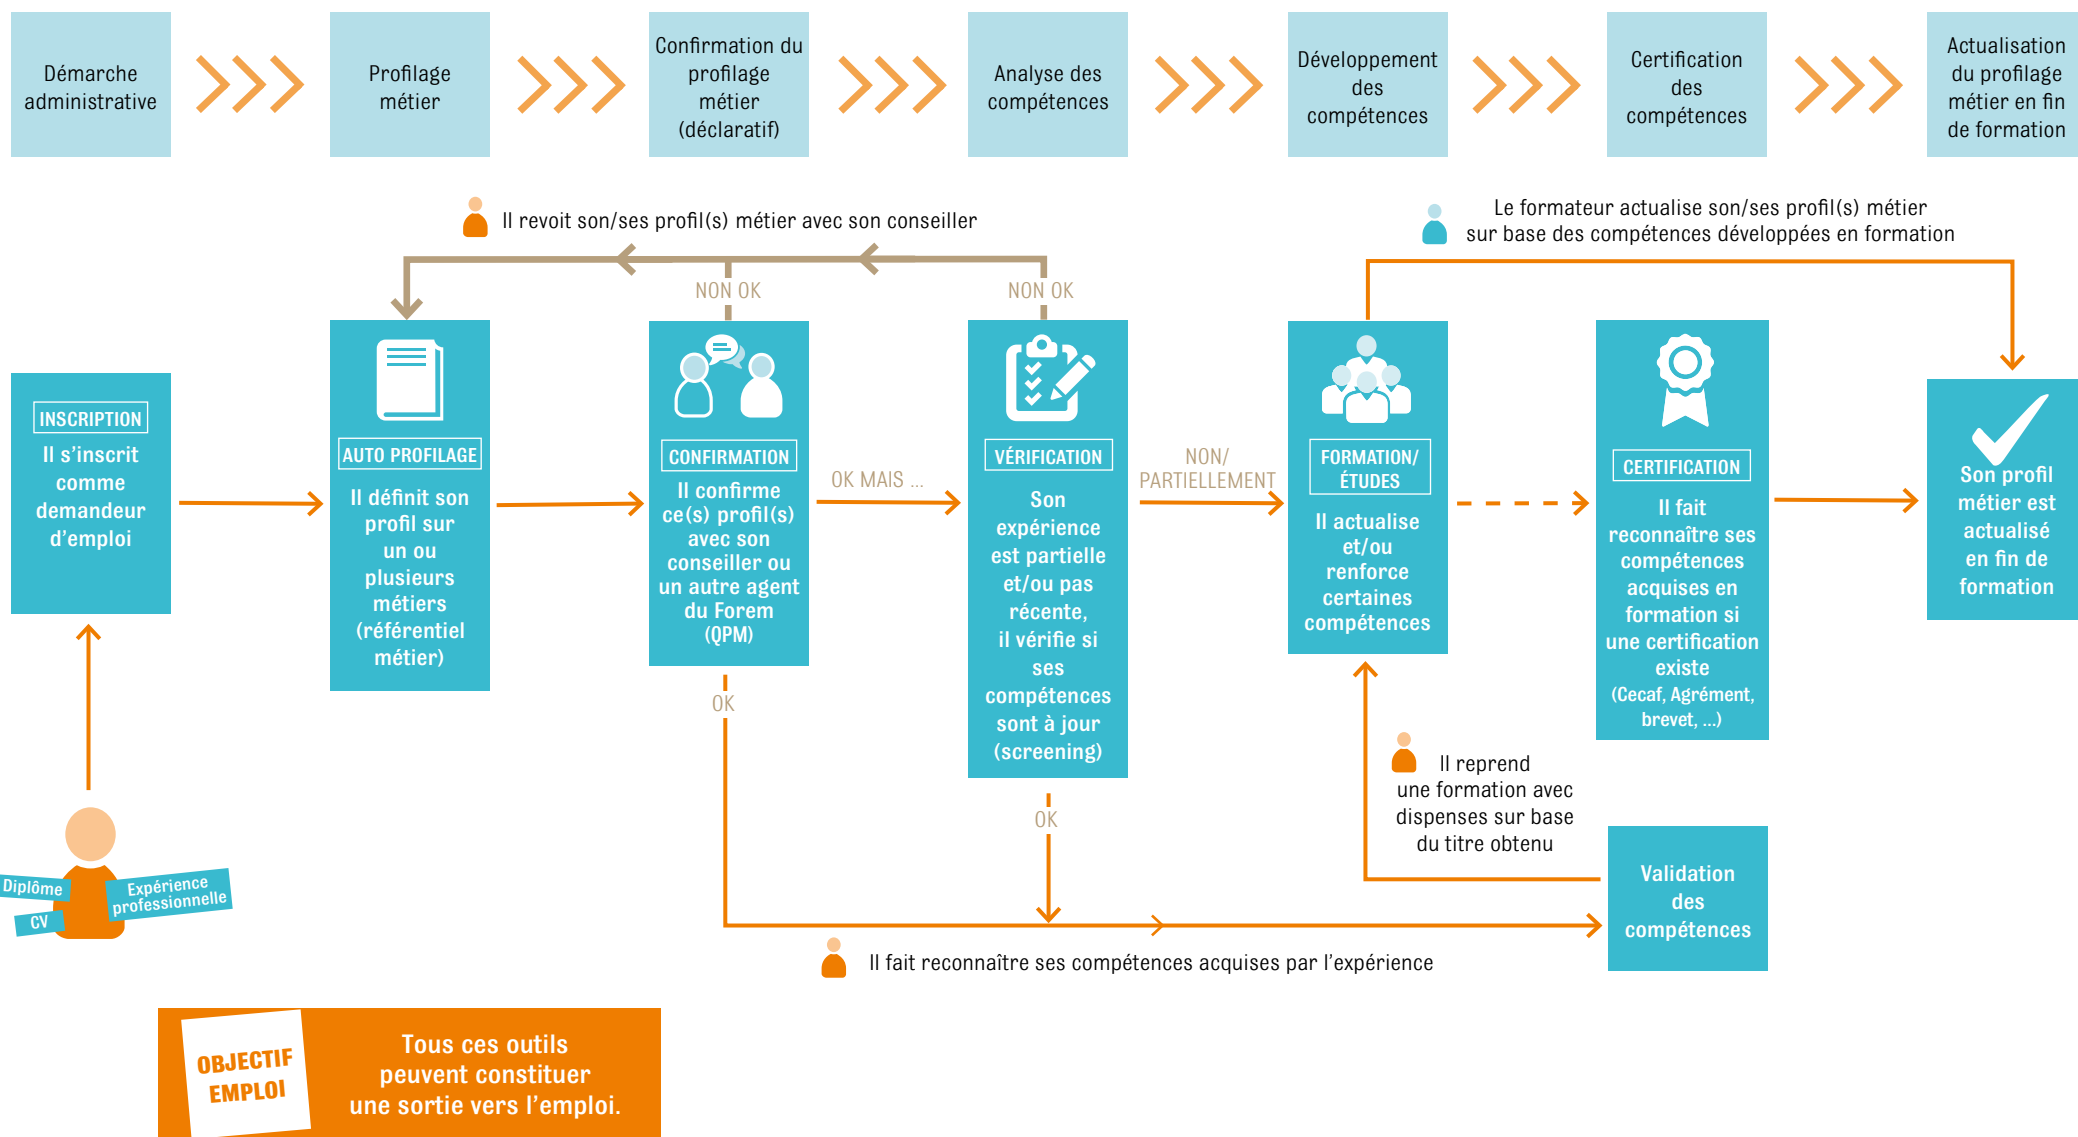 Démarche
administrative
Profilage
métier
Confirmation du
profilage
métier
(déclaratif)
Analyse des
compétences
Développement
des
compétences
Certification
des
compétences
Actualisation
du profilage
métier en fin
de formation
Il revoit son/ses profil(s) métier avec son conseiller
Le formateur actualise son/ses profil(s) métier
sur base des compétences développées en formation
NON OK
NON OK
INSCRIPTION
Il s'inscrit
comme
demandeur
d'emploi
AUTO PROFILAGE
Il définit son
profil sur
un ou
plusieurs
métiers
(référentiel
métier)
CONFIRMATION
Il confirme
ce(s) profil(s)
avec son
conseiller ou
un autre agent
du Forem
(QPM)
OK MAIS ...
VÉRIFICATION
Son
expérience
est partielle
et/ou pas
récente,
il vérifie si
ses
compétences
sont à jour
(screening)
NON/
PARTIELLEMENT
FORMATION/
ÉTUDES
Il actualise
et/ou
renforce
certaines
compétences
CERTIFICATION
Il fait
reconnaître ses
compétences
acquises en
formation si
une certification
existe
(Cecaf, Agrément,
brevet, ...)
Son profil
métier est
actualisé
en fin de
formation
OK
OK
Il reprend
une formation avec
dispenses sur base
du titre obtenu
Validation
des
compétences
Diplôme
CV
Expérience
professionnelle
Il fait reconnaître ses compétences acquises par l'expérience
OBJECTIF
EMPLOI
Tous ces outils
peuvent constituer
une sortie vers l'emploi.